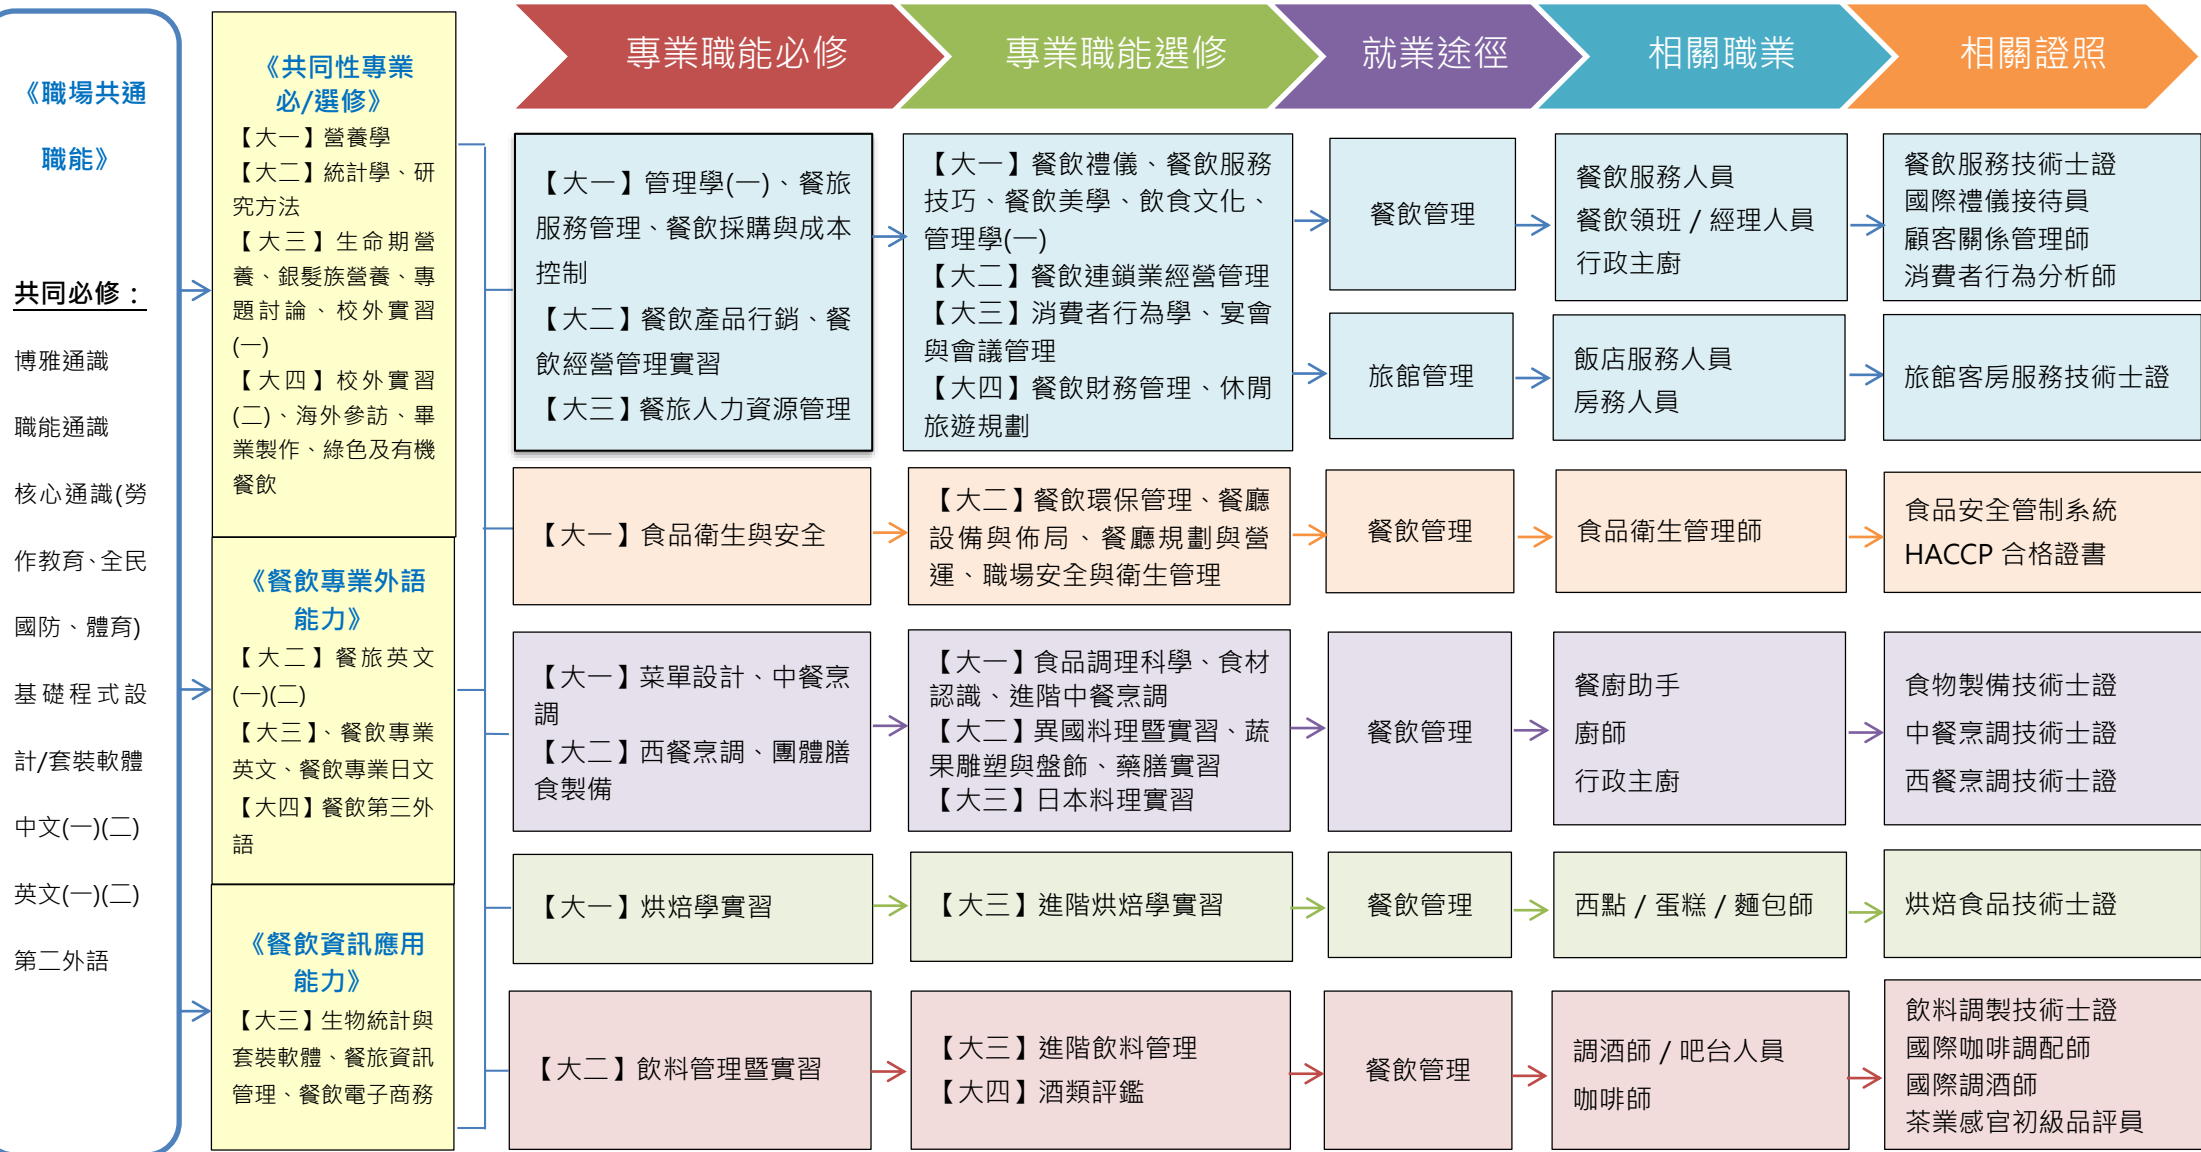 《職場共通
職能》
共同必修：
博雅通識
職能通識
核心通識(勞
作教育、全民
國防、體育)
基礎程式設
計/套裝軟體
中文(一)(二)
英文(一)(二)
第二外語
《共同性專業
必/選修》
【大一】營養學
【大二】統計學、研
究方法
【大三】生命期營
養、銀髮族營養、專
題討論、校外實習
(一)
【大四】校外實習
(二)、海外參訪、畢
業製作、綠色及有機
餐飲
《餐飲專業外語
能力》
【大二】餐旅英文
(一)(二)
【大三】、餐飲專業
英文、餐飲專業日文
【大四】餐飲第三外
語
《餐飲資訊應用
能力》
【大三】生物統計與
套裝軟體、餐旅資訊
管理、餐飲電子商務
專業職能必修
專業職能選修
就業途徑
相關職業
相關證照
【大一】管理學(一)、餐旅
服務管理、餐飲採購與成本
控制
【大二】餐飲產品行銷、餐
飲經營管理實習
【大三】餐旅人力資源管理
【大一】餐飲禮儀、餐飲服務
技巧、餐飲美學、飲食文化、
管理學(一)
【大二】餐飲連鎖業經營管理
【大三】消費者行為學、宴會
與會議管理
【大四】餐飲財務管理、休閒
旅遊規劃
餐飲管理
餐飲服務人員
餐飲領班 / 經理人員
行政主廚
餐飲服務技術士證
國際禮儀接待員
顧客關係管理師
消費者行為分析師
旅館管理
飯店服務人員
房務人員
旅館客房服務技術士證
【大一】食品衛生與安全
【大二】餐飲環保管理、餐廳
設備與佈局、餐廳規劃與營
運、職場安全與衛生管理
餐飲管理
食品衛生管理師
食品安全管制系統
HACCP 合格證書
【大一】菜單設計、中餐烹
調
【大二】西餐烹調、團體膳
食製備
【大一】食品調理科學、食材
認識、進階中餐烹調
【大二】異國料理暨實習、蔬
果雕塑與盤飾、藥膳實習
【大三】日本料理實習
餐飲管理
餐廚助手
廚師
行政主廚
食物製備技術士證
中餐烹調技術士證
西餐烹調技術士證
【大一】烘焙學實習
【大三】進階烘焙學實習
餐飲管理
西點 / 蛋糕 / 麵包師
烘焙食品技術士證
【大二】飲料管理暨實習
【大三】進階飲料管理
【大四】酒類評鑑
餐飲管理
調酒師 / 吧台人員
咖啡師
飲料調製技術士證
國際咖啡調配師
國際調酒師
茶業感官初級品評員